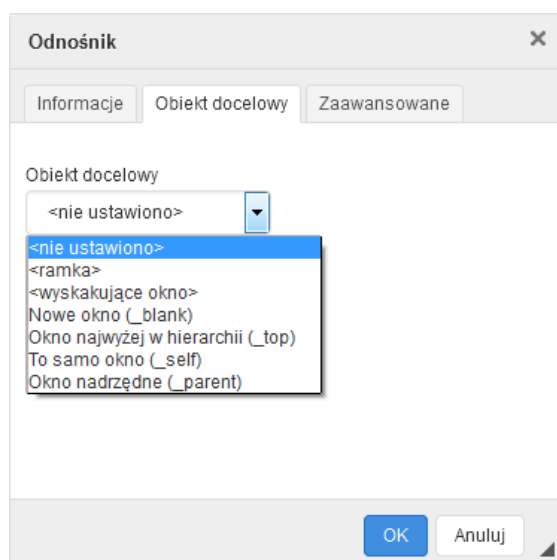 Odnośnik
Informacje Obiekt docelowy Zaawansowane
Obiekt docelowy
<nie ustawiono>
<nie ustawiono>
<ramka>
<wyskakujące okno>
Nowe okno (_blank)
Okno najwyżej w hierarchii (_top)
To samo okno (_self)
Okno nadrzędne (_parent)
OK Anuluj